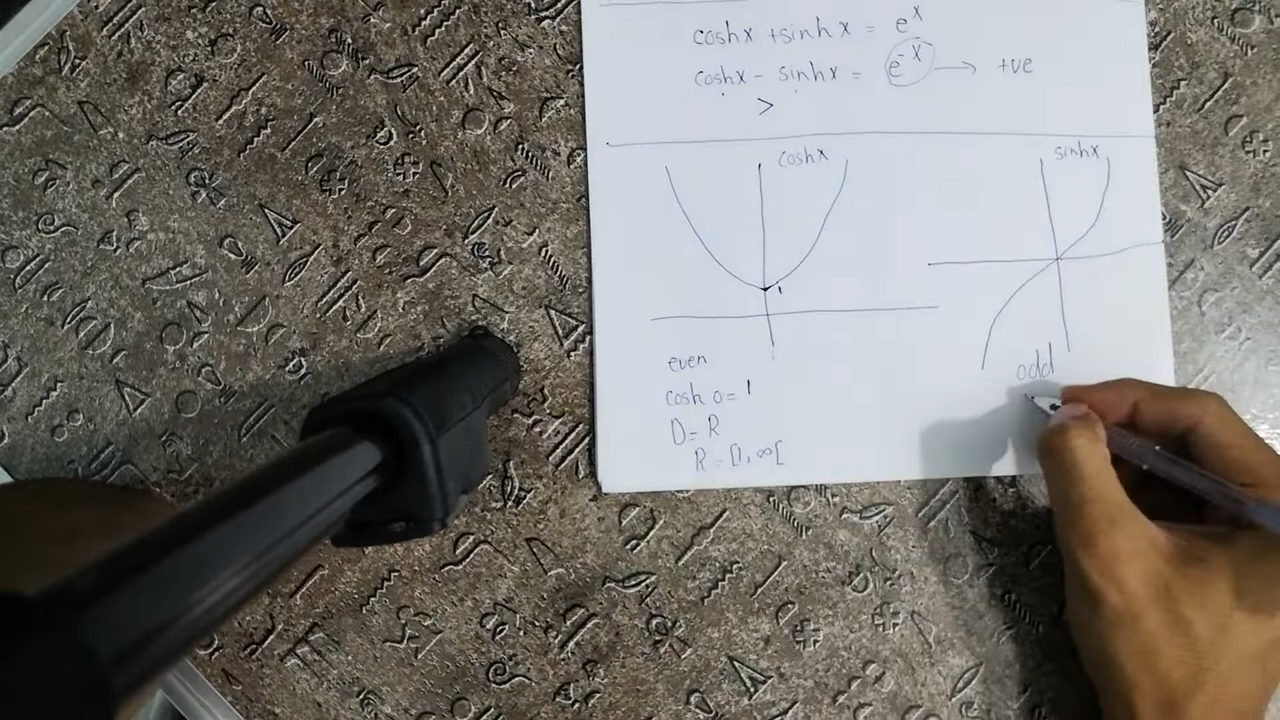 coshx + sinhx = e^x
coshx - sinhx = e^-x → +ve
>
coshx
1
even
cosh 0 = 1
D = R
R = [1, ∞[
sinhx
odd